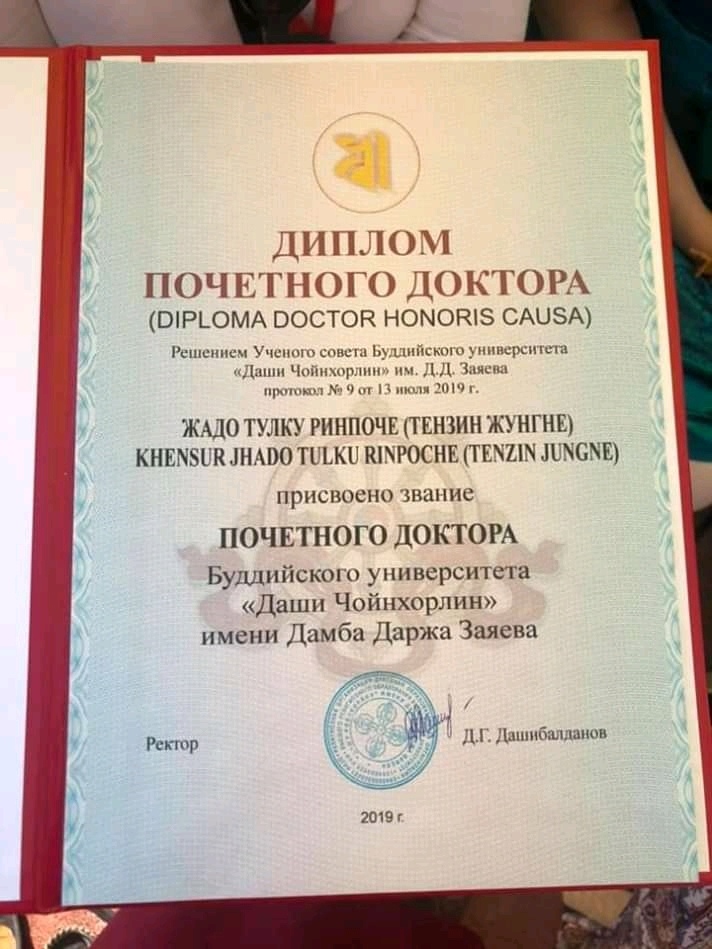 ДИПЛОМ
ПОЧЕТНОГО ДОКТОРА
(DIPLOMA DOCTOR HONORIS CAUSA)
Решением Ученого совета Буддийского университета
«Даши Чойнхорлин» им. Д.Д. Заяева
протокол № 9 от 13 июля 2019 г.
ЖАДО ТУЛКУ РИНПОЧЕ (ТЕНЗИН ЖУНГНЕ)
KHENSUR JHADO TULKU RINPOCHE (TENZIN JUNGNE)
присвоено звание
ПОЧЕТНОГО ДОКТОРА
Буддийского университета
«Даши Чойнхорлин»
имени Дамба Даржа Заяева
Ректор
Д.Г. Дашибалданов
2019 г.